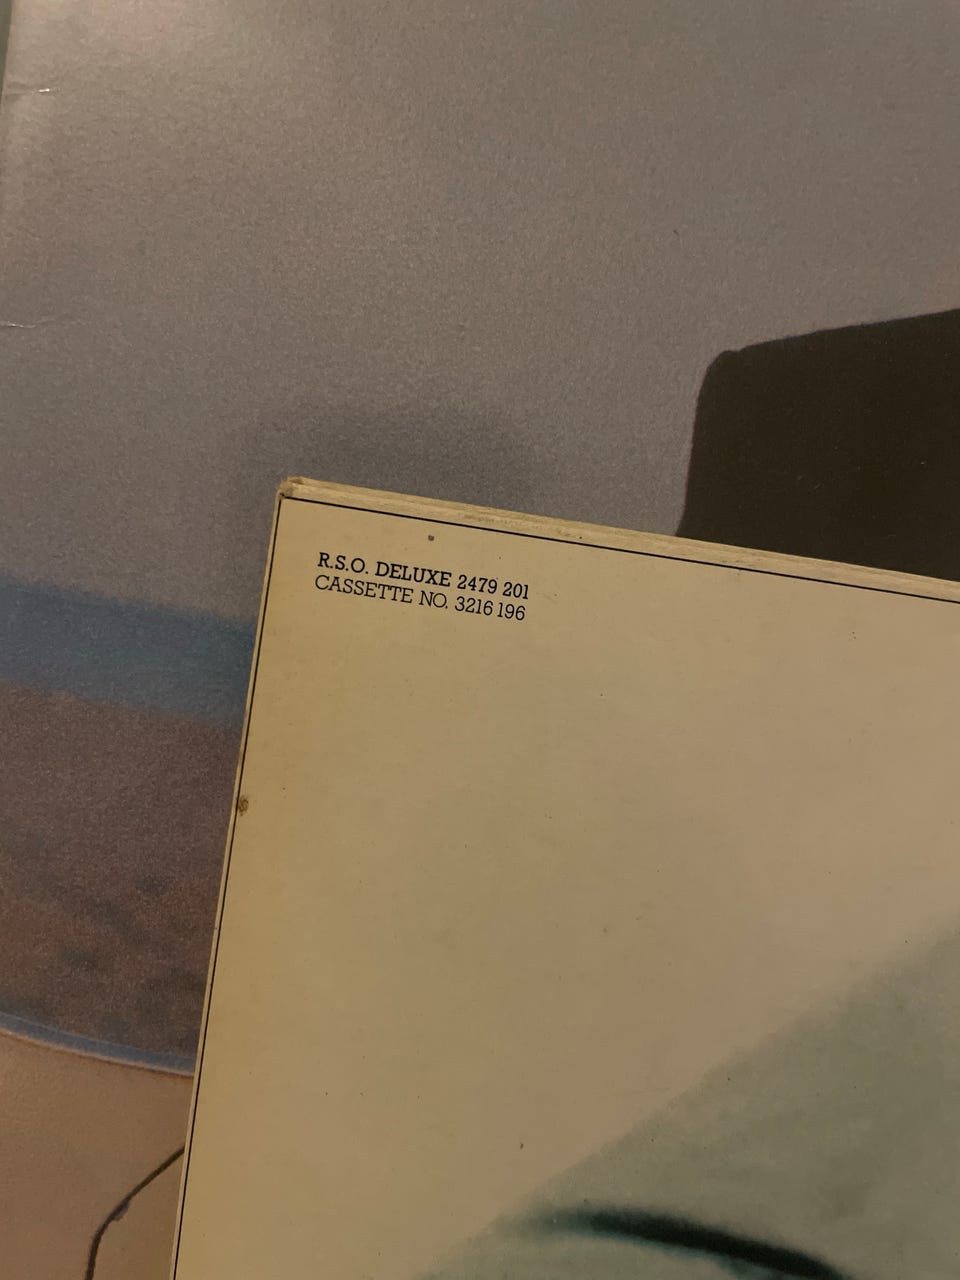 R.S.O. DELUXE 2479 201
CASSETTE NO. 3216 196